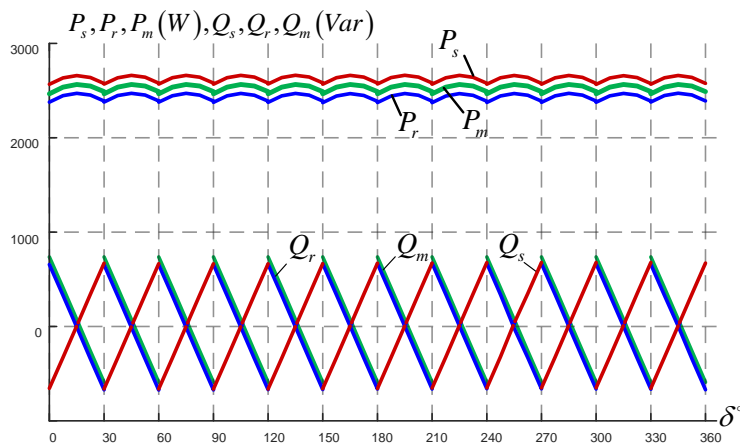 P_s, P_r, P_m (W), Q_s, Q_r, Q_m (Var)
3000
P_s
P_r
P_m
2000
1000
Q_r
Q_m
Q_s
0
δ°
0 30 60 90 120 150 180 210 240 270 300 330 360